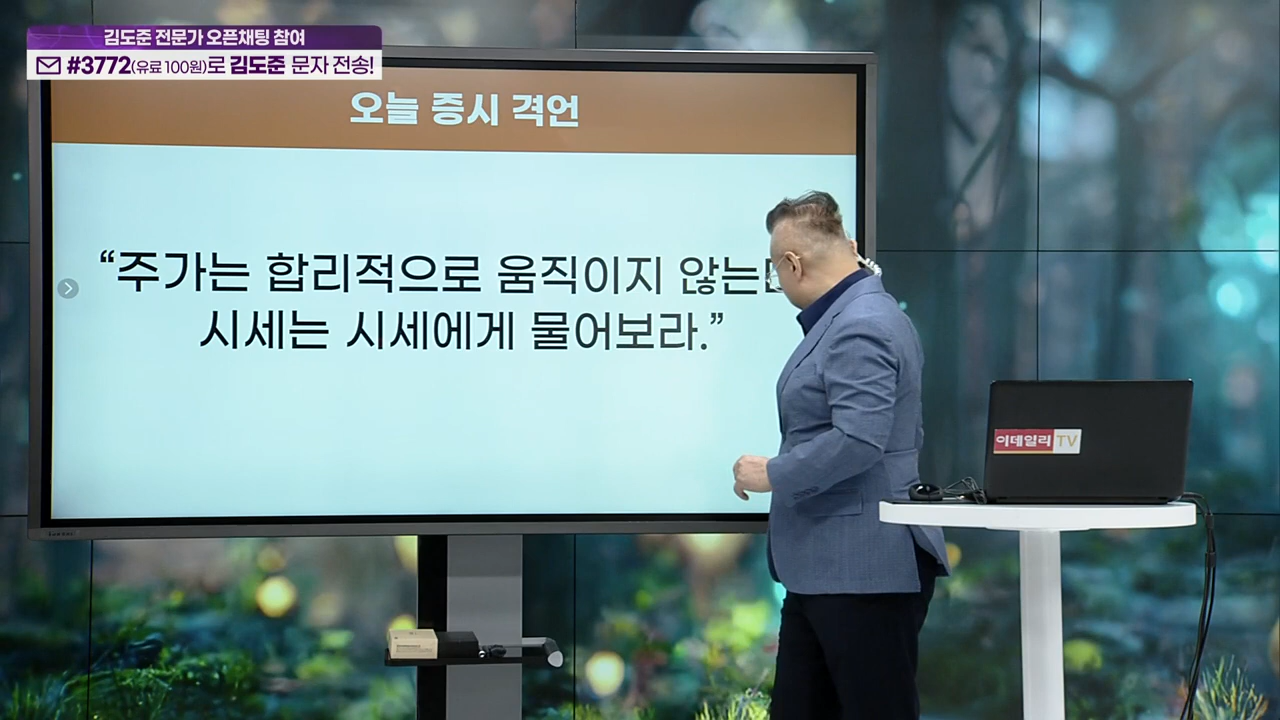 김도준 전문가 오픈채팅 참여
#3772(유료 100원)로 김도준 문자 전송!
오늘 증시 격언
“주가는 합리적으로 움직이지 않는
시세는 시세에게 물어보라.”
이데일리 TV